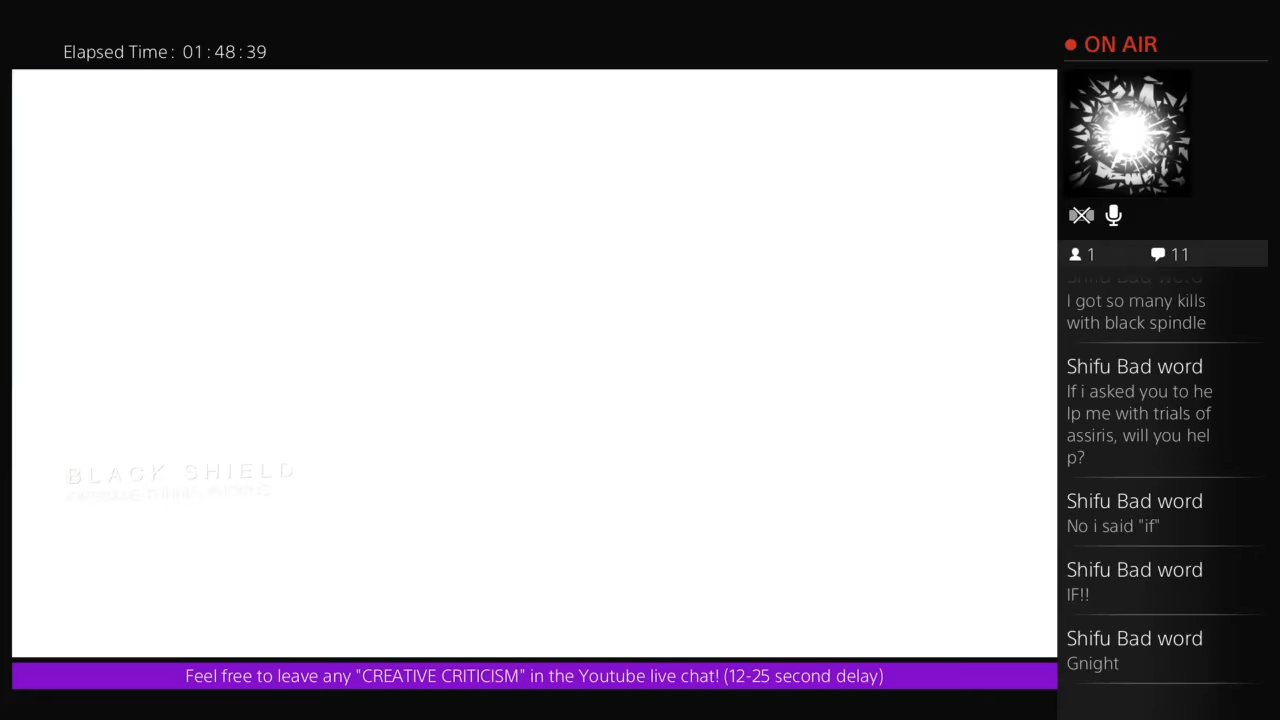 Elapsed Time: 01:48:39
ON AIR
1 11
I got so many kills
with black spindle
Shifu Bad word
If i asked you to he
lp me with trials of
assiris, will you hel
p?
Shifu Bad word
No i said "if"
Shifu Bad word
IF!!
Shifu Bad word
Gnight
BLACK SHIELD
Feel free to leave any "CREATIVE CRITICISM" in the Youtube live chat! (12-25 second delay)